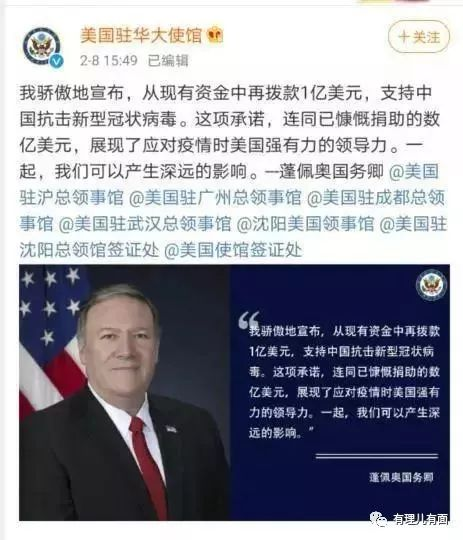 美国驻华大使馆
+关注
2-8 15:49 已编辑
我骄傲地宣布，从现有资金中再拨款1亿美元，支持中
国抗击新型冠状病毒。这项承诺，连同已慷慨捐助的数
亿美元，展现了应对疫情时美国强有力的领导力。一
起，我们可以产生深远的影响。---蓬佩奥国务卿 @美国
驻沪总领事馆 @美国驻广州总领事馆 @美国驻成都总领
事馆 @美国驻武汉总领事馆 @沈阳美国领事馆 @美国驻
沈阳总领馆签证处 @美国使馆签证处
“我骄傲地宣布，从现有资金中再拨款
1亿美元，支持中国抗击新型冠状病
毒。这项承诺，连同已慷慨捐助的数
亿美元，展现了应对疫情时美国强有
力的领导力。一起，我们可以产生深
远的影响。”
蓬佩奥国务卿
有理儿有面